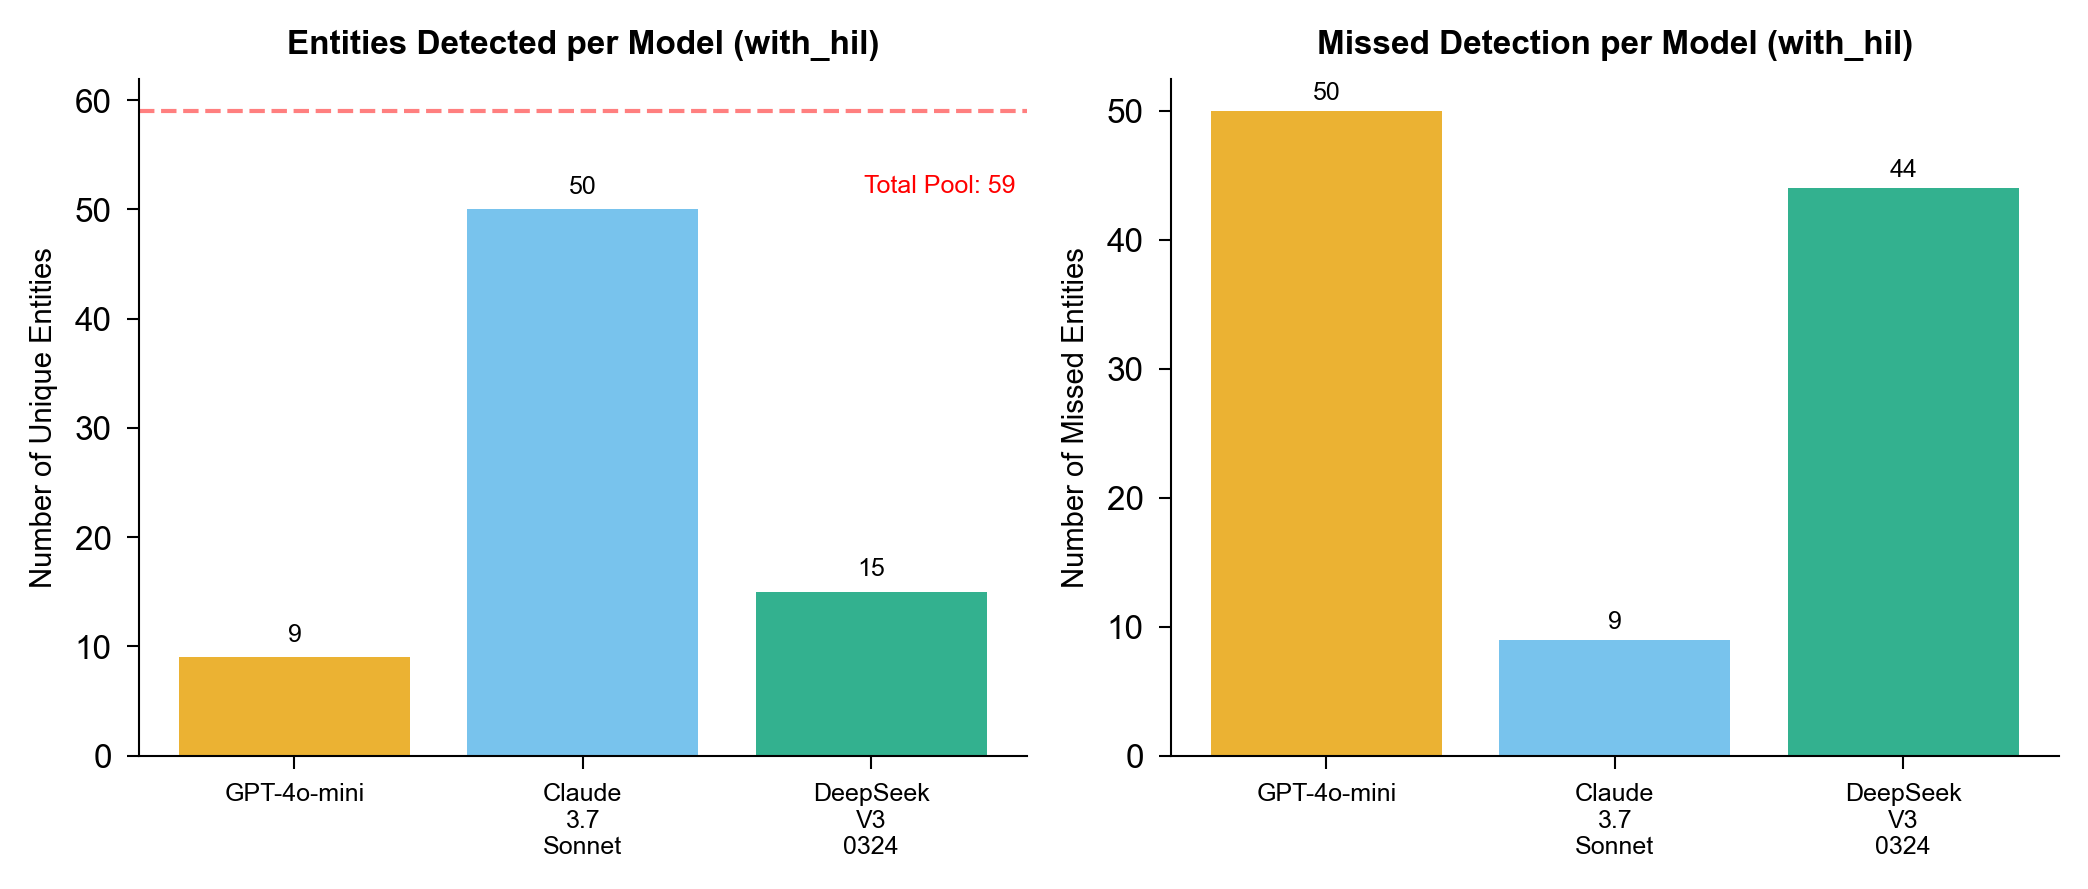 Entities Detected per Model (with_hil)
Number of Unique Entities
60
50
40
30
20
10
0
Total Pool: 59
9
50
15
GPT-4o-mini
Claude
3.7
Sonnet
DeepSeek
V3
0324
Missed Detection per Model (with_hil)
Number of Missed Entities
50
40
30
20
10
0
50
9
44
GPT-4o-mini
Claude
3.7
Sonnet
DeepSeek
V3
0324